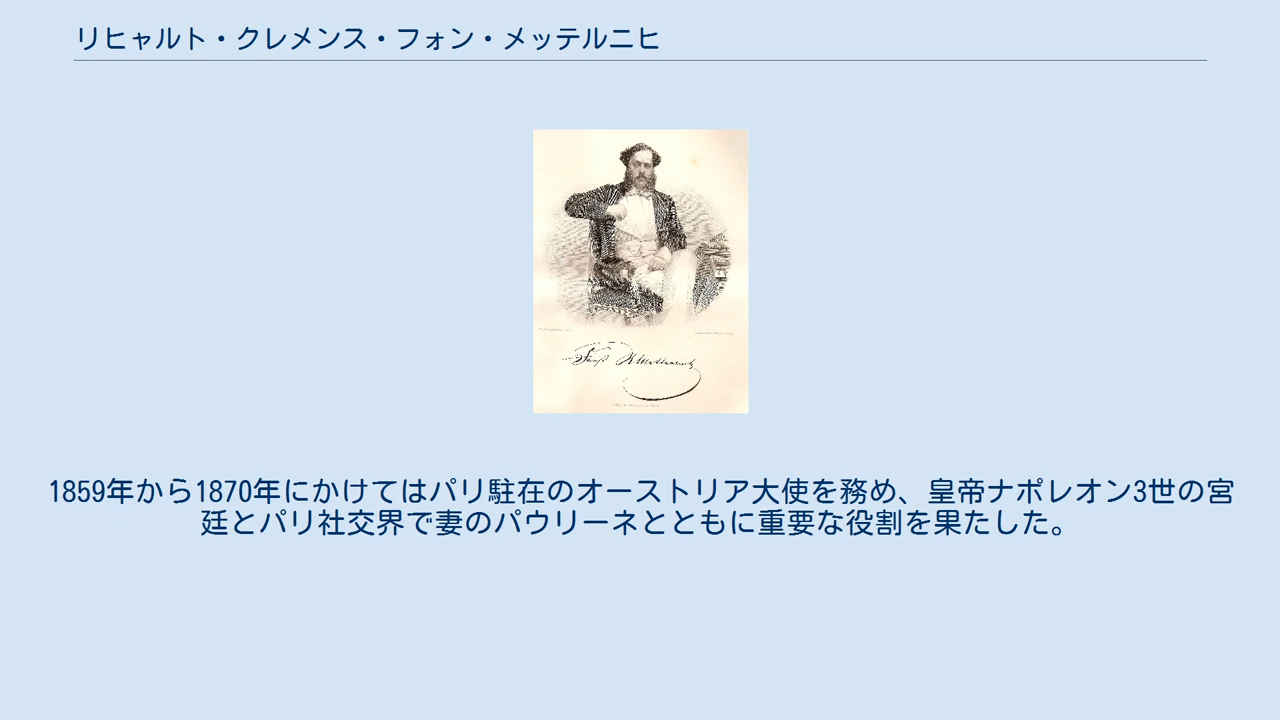 リヒャルト・クレメンス・フォン・メッテルニヒ
1859年から1870年にかけてはパリ駐在のオーストリア大使を務め、皇帝ナポレオン3世の宮
廷とパリ社交界で妻のパウリーネとともに重要な役割を果たした。